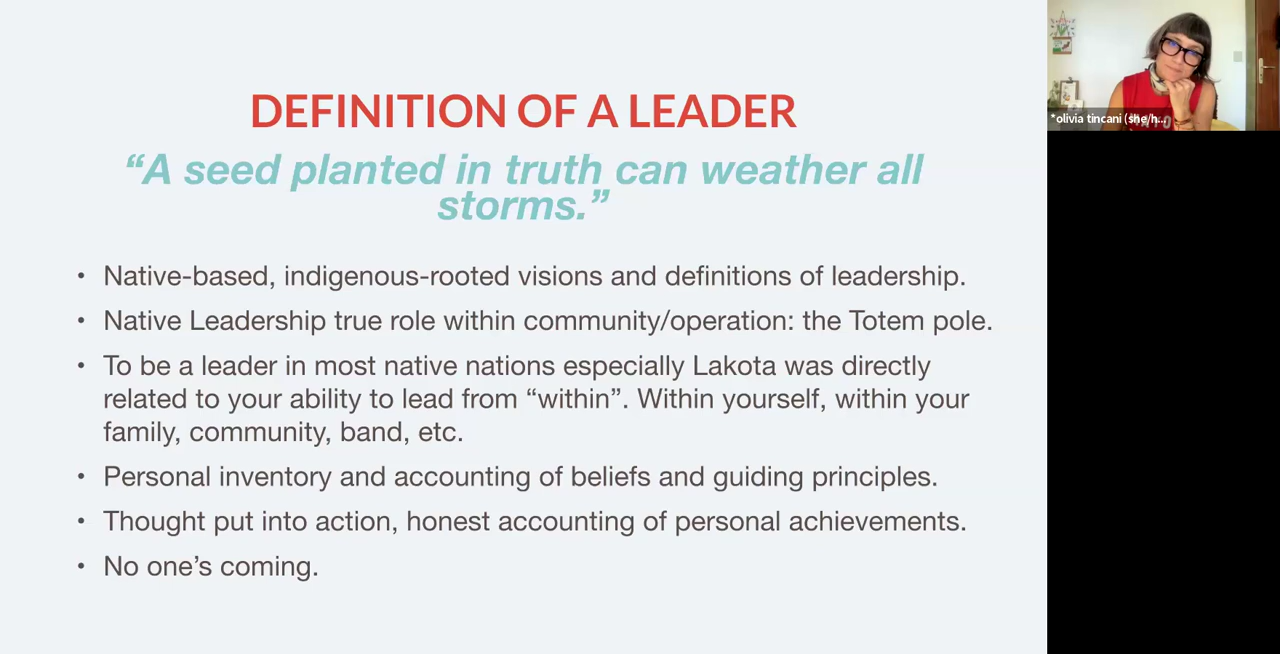 DEFINITION OF A LEADER
“A seed planted in truth can weather all
storms.”
• Native-based, indigenous-rooted visions and definitions of leadership.
• Native Leadership true role within community/operation: the Totem pole.
• To be a leader in most native nations especially Lakota was directly
related to your ability to lead from “within”. Within yourself, within your
family, community, band, etc.
• Personal inventory and accounting of beliefs and guiding principles.
• Thought put into action, honest accounting of personal achievements.
• No one’s coming.
*olivia tincani (she/h...